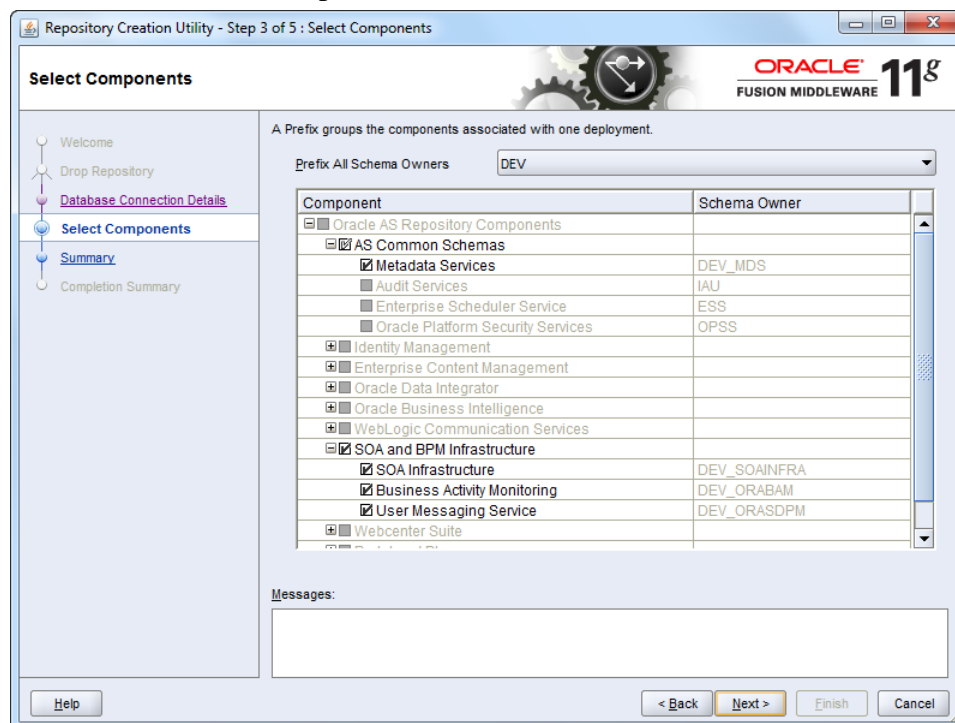 Repository Creation Utility - Step 3 of 5 : Select Components
Select Components
ORACLE
FUSION MIDDLEWARE 11g
Welcome
Drop Repository
Database Connection Details
Select Components
Summary
Completion Summary
A Prefix groups the components associated with one deployment.
Prefix All Schema Owners DEV
Component Schema Owner
Oracle AS Repository Components
AS Common Schemas
Metadata Services DEV_MDS
Audit Services IAU
Enterprise Scheduler Service ESS
Oracle Platform Security Services OPSS
Identity Management
Enterprise Content Management
Oracle Data Integrator
Oracle Business Intelligence
WebLogic Communication Services
SOA and BPM Infrastructure
SOA Infrastructure DEV_SOAINFRA
Business Activity Monitoring DEV_ORABAM
User Messaging Service DEV_ORASDPM
Webcenter Suite
Messages:
Help < Back Next > Finish Cancel